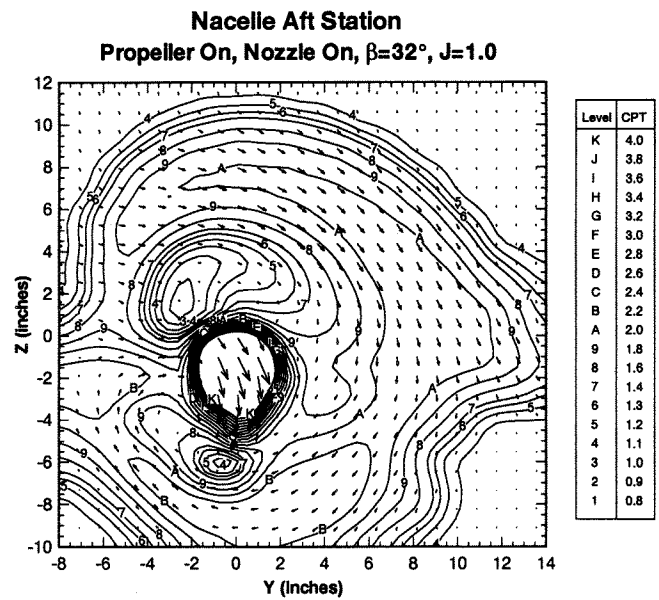 Nacelle Aft Station
Propeller On, Nozzle On, β=32°, J=1.0
Z (inches)
12
10
8
6
4
2
0
-2
-4
-6
-8
-10
-8 -6 -4 -2 0 2 4 6 8 10 12 14
Y (inches)
Level CPT
K 4.0
J 3.8
I 3.6
H 3.4
G 3.2
F 3.0
E 2.8
D 2.6
C 2.4
B 2.2
A 2.0
9 1.8
8 1.6
7 1.4
6 1.3
5 1.2
4 1.1
3 1.0
2 0.9
1 0.8